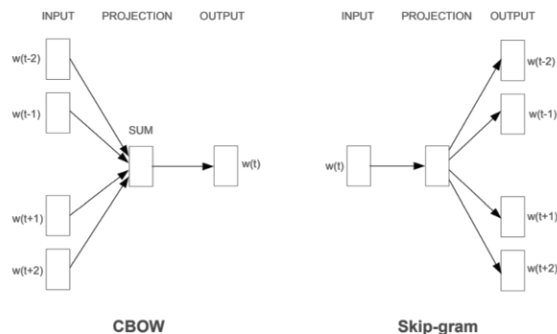 INPUT PROJECTION OUTPUT
w(t-2)
w(t-1)
SUM
w(t)
w(t+1)
w(t+2)
CBOW
INPUT PROJECTION OUTPUT
w(t-2)
w(t-1)
w(t)
w(t+1)
w(t+2)
Skip-gram